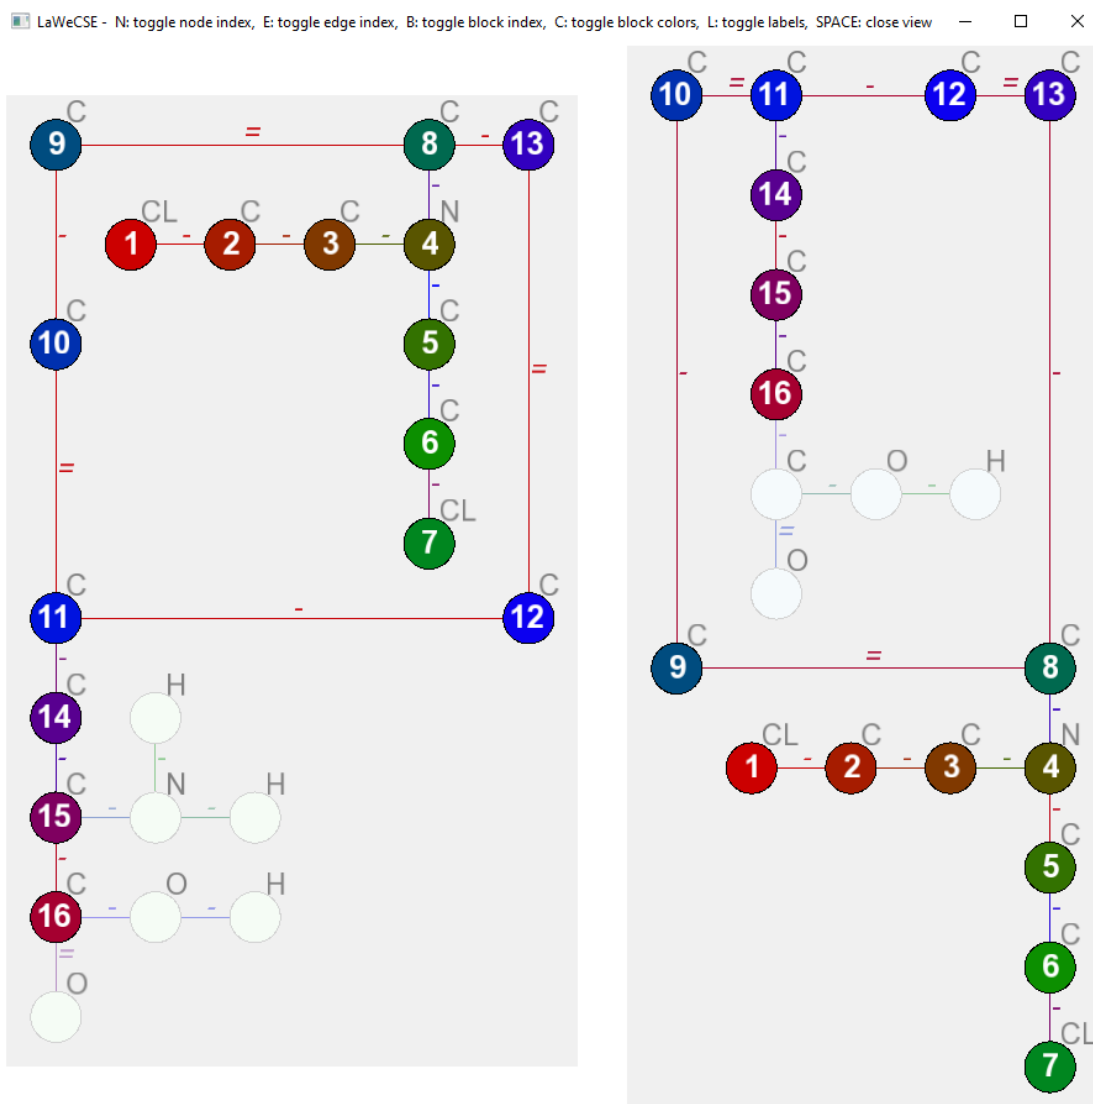 LaWeCSE - N: toggle node index, E: toggle edge index, B: toggle block index, C: toggle block colors, L: toggle labels, SPACE: close view
C C C
9 = 8 - 13
- -
CL C C N
1 - 2 - 3 - 4
-
C C
10 5
= -
C
= 6
-
CL
7
C C
11 - 12
-
C H
14
- -
C N H
15 - -
-
C O H
16 - -
=
O
C C C C
10 = 11 - 12 = 13
-
C
14
-
C
15
-
C
16
- -
-
C O H
- -
=
O
C C
9 = 8
-
CL C C N
1 - 2 - 3 - 4
-
C
5
-
C
6
-
CL
7